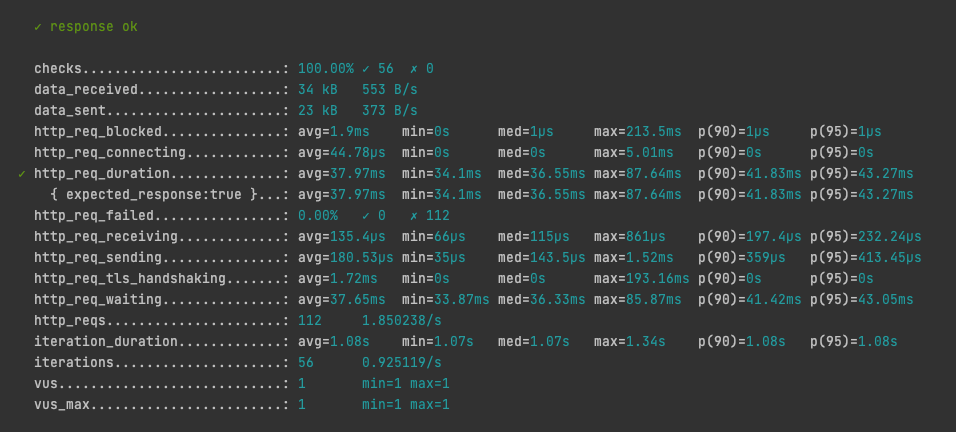 ✓ response ok
checks.........................: 100.00% ✓ 56 ✗ 0
data_received..................: 34 kB 553 B/s
data_sent......................: 23 kB 373 B/s
http_req_blocked...............: avg=1.9ms min=0s med=1µs max=213.5ms p(90)=1µs p(95)=1µs
http_req_connecting............: avg=44.78µs min=0s med=0s max=5.01ms p(90)=0s p(95)=0s
✓ http_req_duration..............: avg=37.97ms min=34.1ms med=36.55ms max=87.64ms p(90)=41.83ms p(95)=43.27ms
{ expected_response:true }...: avg=37.97ms min=34.1ms med=36.55ms max=87.64ms p(90)=41.83ms p(95)=43.27ms
http_req_failed................: 0.00% ✓ 0 ✗ 112
http_req_receiving.............: avg=135.4µs min=66µs med=115µs max=861µs p(90)=197.4µs p(95)=232.24µs
http_req_sending...............: avg=180.53µs min=35µs med=143.5µs max=1.52ms p(90)=359µs p(95)=413.45µs
http_req_tls_handshaking.......: avg=1.72ms min=0s med=0s max=193.16ms p(90)=0s p(95)=0s
http_req_waiting...............: avg=37.65ms min=33.87ms med=36.33ms max=85.87ms p(90)=41.42ms p(95)=43.05ms
http_reqs......................: 112 1.850238/s
iteration_duration.............: avg=1.08s min=1.07s med=1.07s max=1.34s p(90)=1.08s p(95)=1.08s
iterations.....................: 56 0.925119/s
vus............................: 1 min=1 max=1
vus_max........................: 1 min=1 max=1